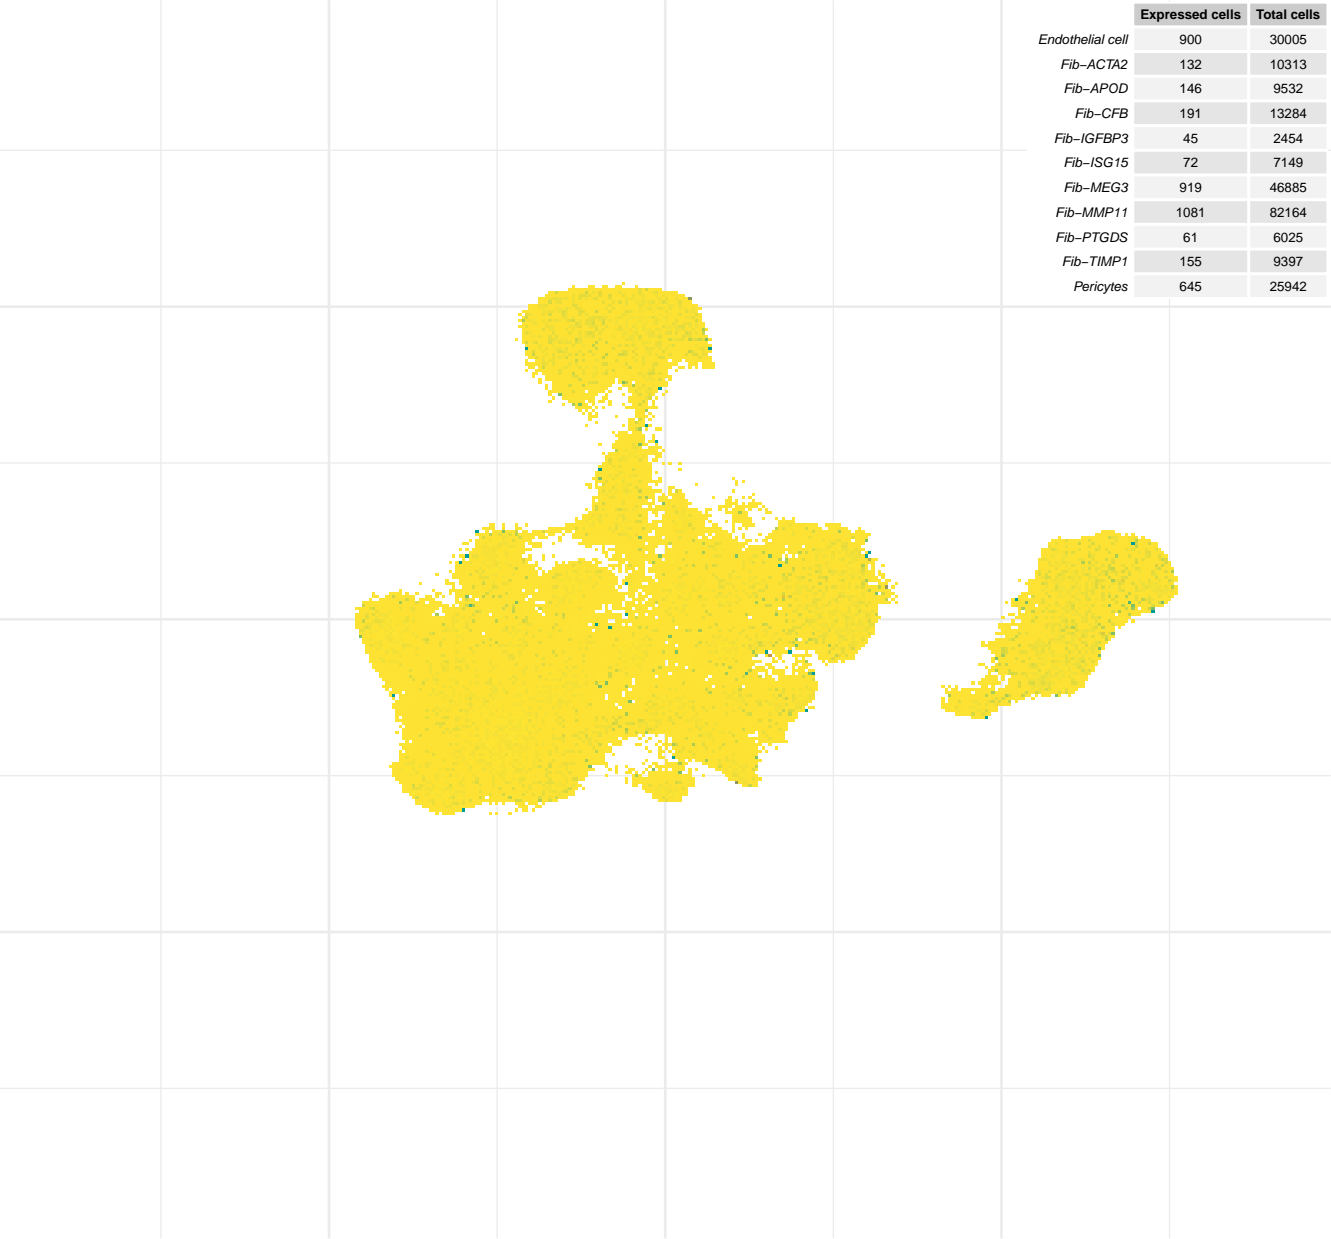 Expressed cells Total cells
Endothelial cell 900 30005
Fib−ACTA2 132 10313
Fib−APOD 146 9532
Fib−CFB 191 13284
Fib−IGFBP3 45 2454
Fib−ISG15 72 7149
Fib−MEG3 919 46885
Fib−MMP11 1081 82164
Fib−PTGDS 61 6025
Fib−TIMP1 155 9397
Pericytes 645 25942